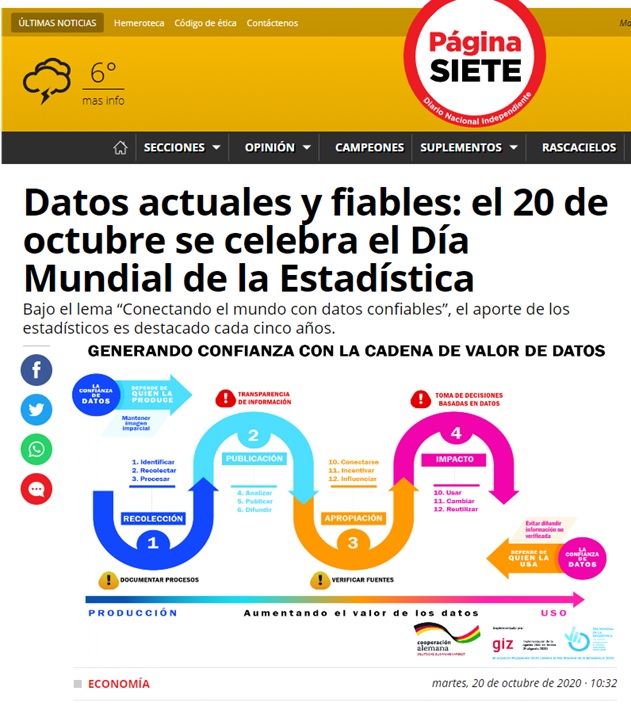 ÚLTIMAS NOTICIAS Hemeroteca Código de ética Contáctenos
6°
mas info
Página
SIETE
Diario Nacional Independiente
SECCIONES OPINIÓN CAMPEONES SUPLEMENTOS RASCACIELOS
Datos actuales y fiables: el 20 de
octubre se celebra el Día
Mundial de la Estadística
Bajo el lema “Conectando el mundo con datos confiables”, el aporte de los
estadísticos es destacado cada cinco años.
GENERANDO CONFIANZA CON LA CADENA DE VALOR DE DATOS
LA
CONFIANZA
DE
DATOS
DEPENDE DE
QUIEN LA
PRODUCE
Mantener
imagen
imparcial
TRANSPARENCIA
DE INFORMACIÓN
TOMA DE DECISIONES
BASADAS EN DATOS
1. Identificar
2. Recolectar
3. Procesar
2
PUBLICACIÓN
4. Analizar
5. Publicar
6. Difundir
10. Conectarse
11. Incentivar
12. Influenciar
4
IMPACTO
10. Usar
11. Cambiar
12. Reutilizar
RECOLECCIÓN
1
APROPIACIÓN
3
Evitar difundir
información no
verificada
DEPENDE DE
QUIEN LA
USA
LA
CONFIANZA
DE
DATOS
DOCUMENTAR PROCESOS
VERIFICAR FUENTES
PRODUCCIÓN Aumentando el valor de los datos USO
cooperación
alemana
DEUTSCHE ZUSAMMENARBEIT
Implementada por:
giz
ECONOMÍA martes, 20 de octubre de 2020 · 10:32